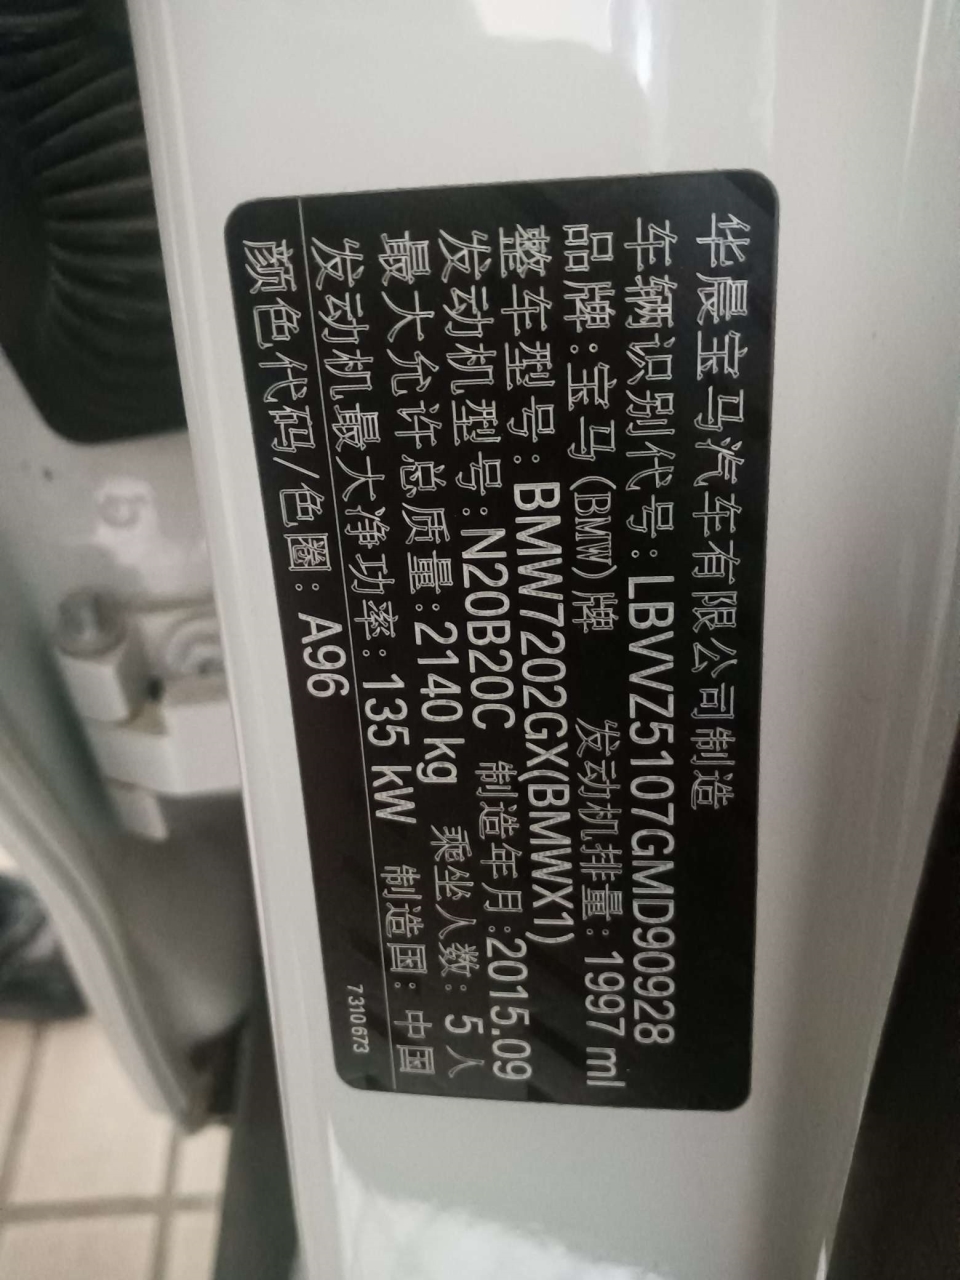 华晨宝马汽车有限公司制造
车辆识别代号:LBVVZ5107GMD90928
品牌:宝马(BMW)牌 发动机排量:1997 ml
整车型号:BMW7202GX(BMWX1)
发动机型号:N20B20C 制造年月:2015.09
最大允许总质量:2140 kg 乘坐人数:5人
发动机最大净功率:135 kW 制造国:中国
颜色代码/色圈:A96
7310673